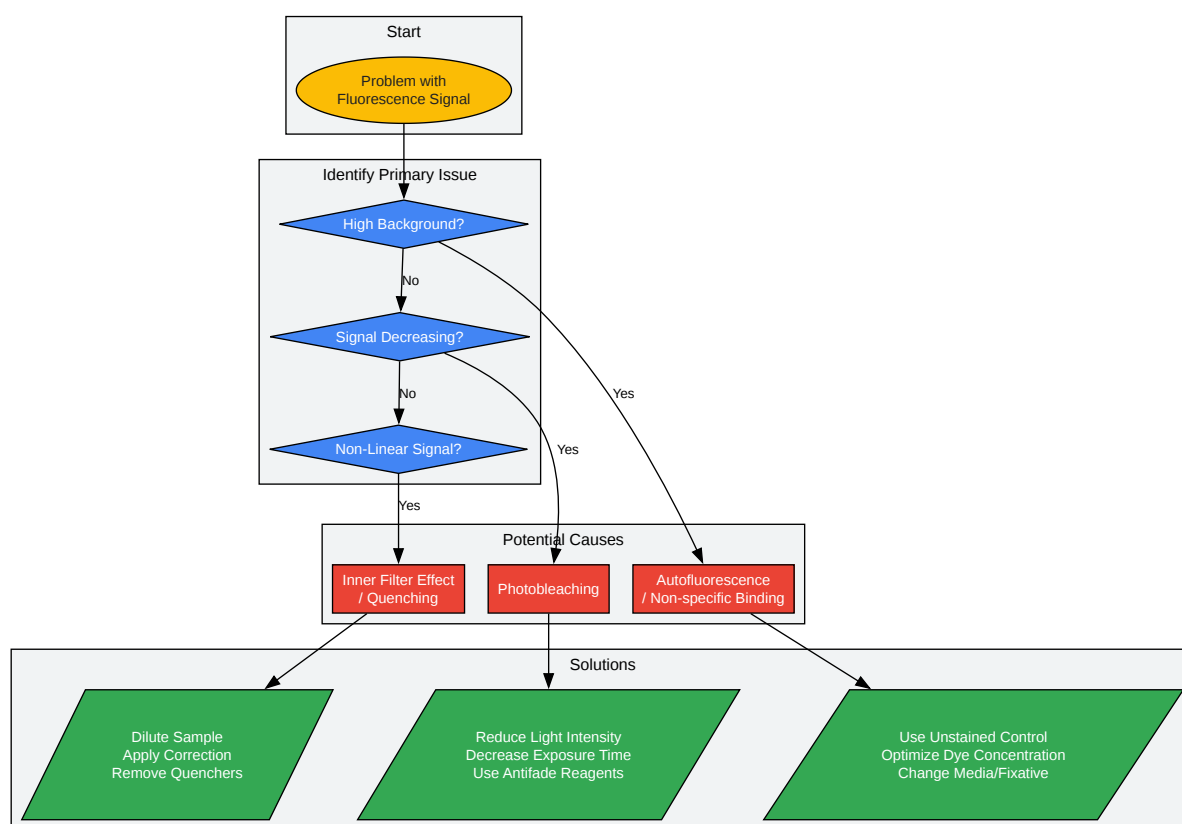 Start
Problem with
Fluorescence Signal
Identify Primary Issue
High Background?
No
Signal Decreasing?
No
Yes
Non-Linear Signal?
Yes
Yes
Potential Causes
Inner Filter Effect
/ Quenching
Photobleaching
Autofluorescence
/ Non-specific Binding
Solutions
Dilute Sample
Apply Correction
Remove Quenchers
Reduce Light Intensity
Decrease Exposure Time
Use Antifade Reagents
Use Unstained Control
Optimize Dye Concentration
Change Media/Fixative